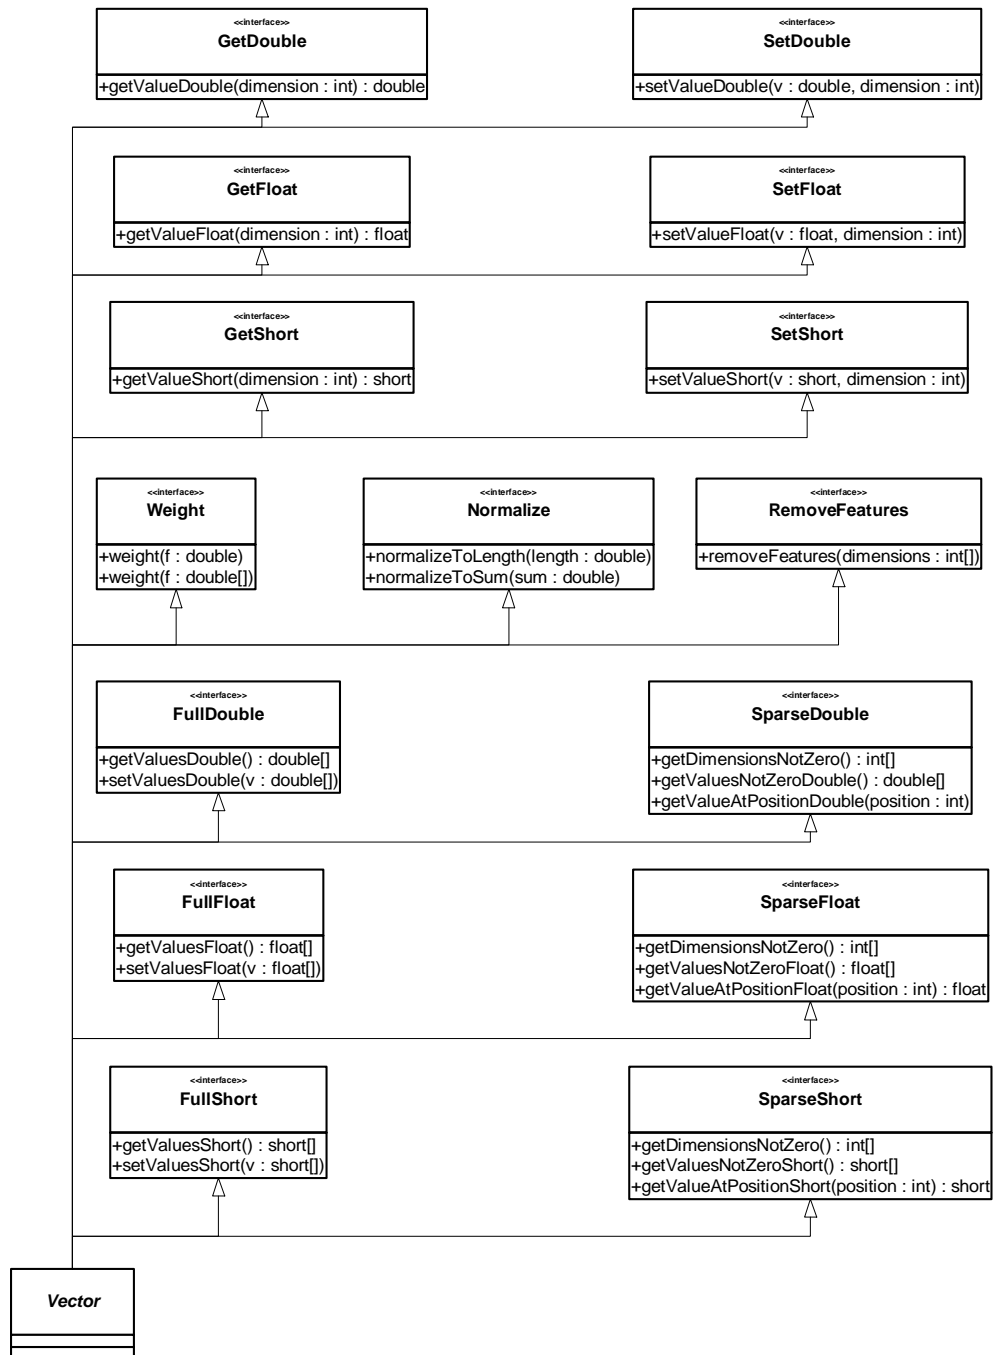 <<interface>>
GetDouble
+getValueDouble(dimension : int) : double
<<interface>>
SetDouble
+setValueDouble(v : double, dimension : int)
<<interface>>
GetFloat
+getValueFloat(dimension : int) : float
<<interface>>
SetFloat
+setValueFloat(v : float, dimension : int)
<<interface>>
GetShort
+getValueShort(dimension : int) : short
<<interface>>
SetShort
+setValueShort(v : short, dimension : int)
<<interface>>
Weight
+weight(f : double)
+weight(f : double[])
<<interface>>
Normalize
+normalizeToLength(length : double)
+normalizeToSum(sum : double)
<<interface>>
RemoveFeatures
+removeFeatures(dimensions : int[])
<<interface>>
FullDouble
+getValuesDouble() : double[]
+setValuesDouble(v : double[])
<<interface>>
SparseDouble
+getDimensionsNotZero() : int[]
+getValuesNotZeroDouble() : double[]
+getValueAtPositionDouble(position : int)
<<interface>>
FullFloat
+getValuesFloat() : float[]
+setValuesFloat(v : float[])
<<interface>>
SparseFloat
+getDimensionsNotZero() : int[]
+getValuesNotZeroFloat() : float[]
+getValueAtPositionFloat(position : int) : float
<<interface>>
FullShort
+getValuesShort() : short[]
+setValuesShort(v : short[])
<<interface>>
SparseShort
+getDimensionsNotZero() : int[]
+getValuesNotZeroShort() : short[]
+getValueAtPositionShort(position : int) : short
Vector